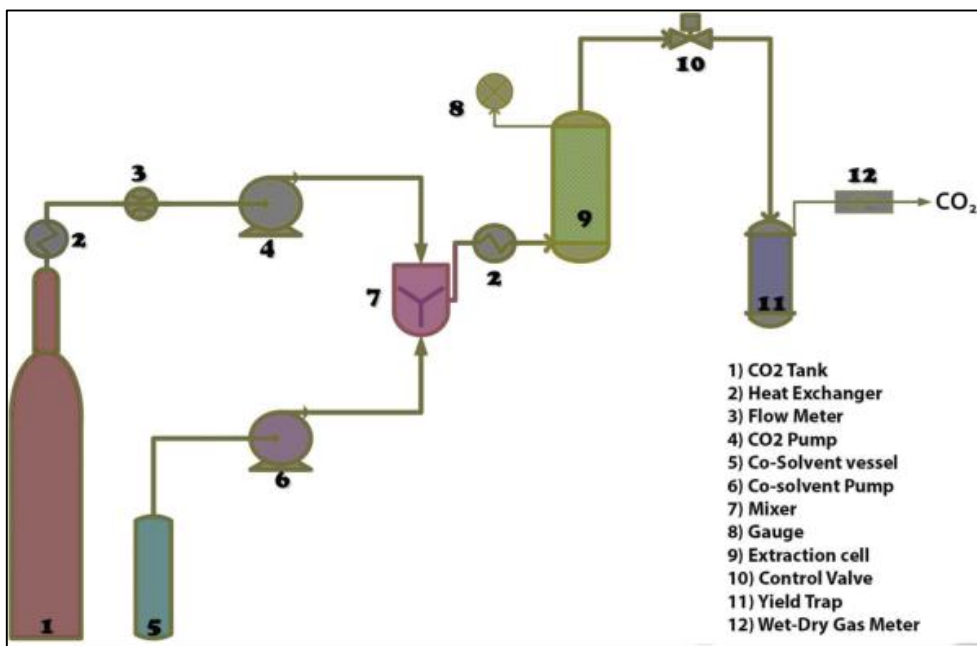 10
8
3
12
CO₂
2
9
4
2
7
11
6
1
5
1) CO2 Tank
2) Heat Exchanger
3) Flow Meter
4) CO2 Pump
5) Co-Solvent vessel
6) Co-solvent Pump
7) Mixer
8) Gauge
9) Extraction cell
10) Control Valve
11) Yield Trap
12) Wet-Dry Gas Meter